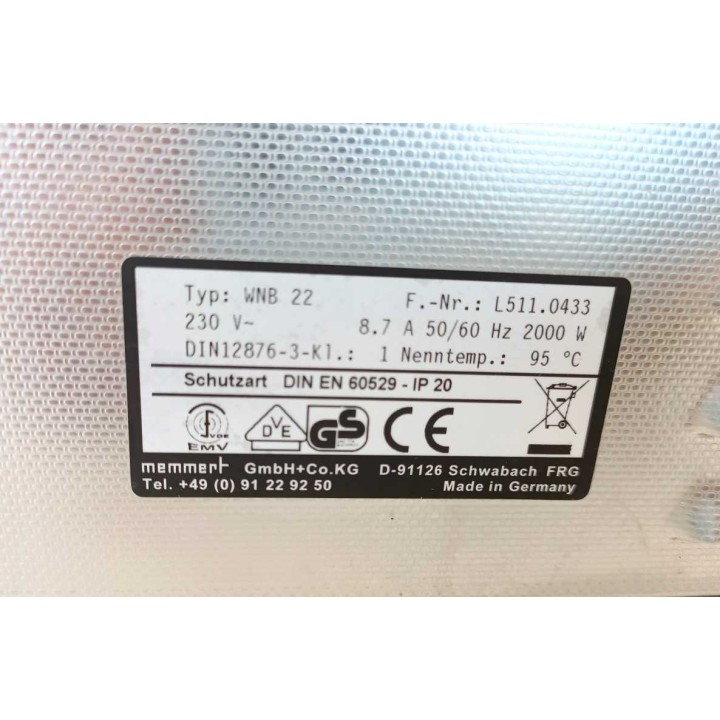 Typ: WNB 22 F.-Nr.: L511.0433
230 V~ 8.7 A 50/60 Hz 2000 W
DIN12876-3-Kl.: 1 Nenntemp.: 95 °C
Schutzart DIN EN 60529 - IP 20
VDE EMV DVE GS CE
memmert GmbH+Co.KG D-91126 Schwabach FRG
Tel. +49 (0) 91 22 92 50 Made in Germany